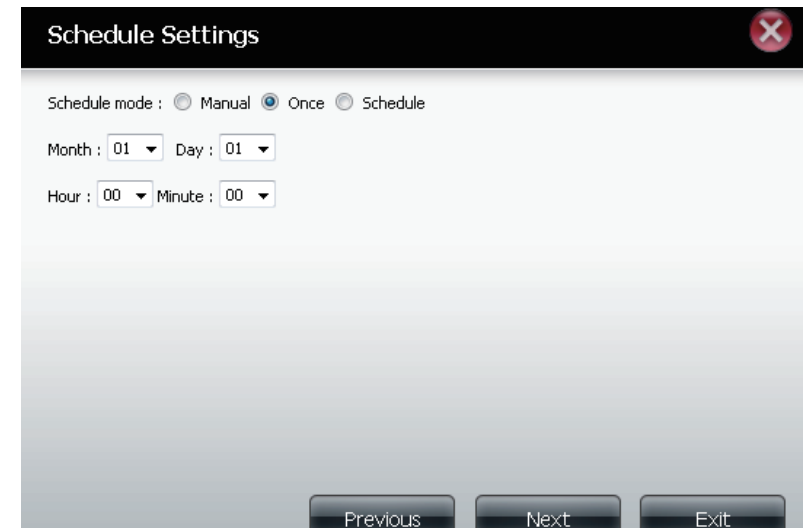 Schedule Settings
Schedule mode : Manual Once Schedule
Month : 01 Day : 01
Hour : 00 Minute : 00
Previous Next Exit